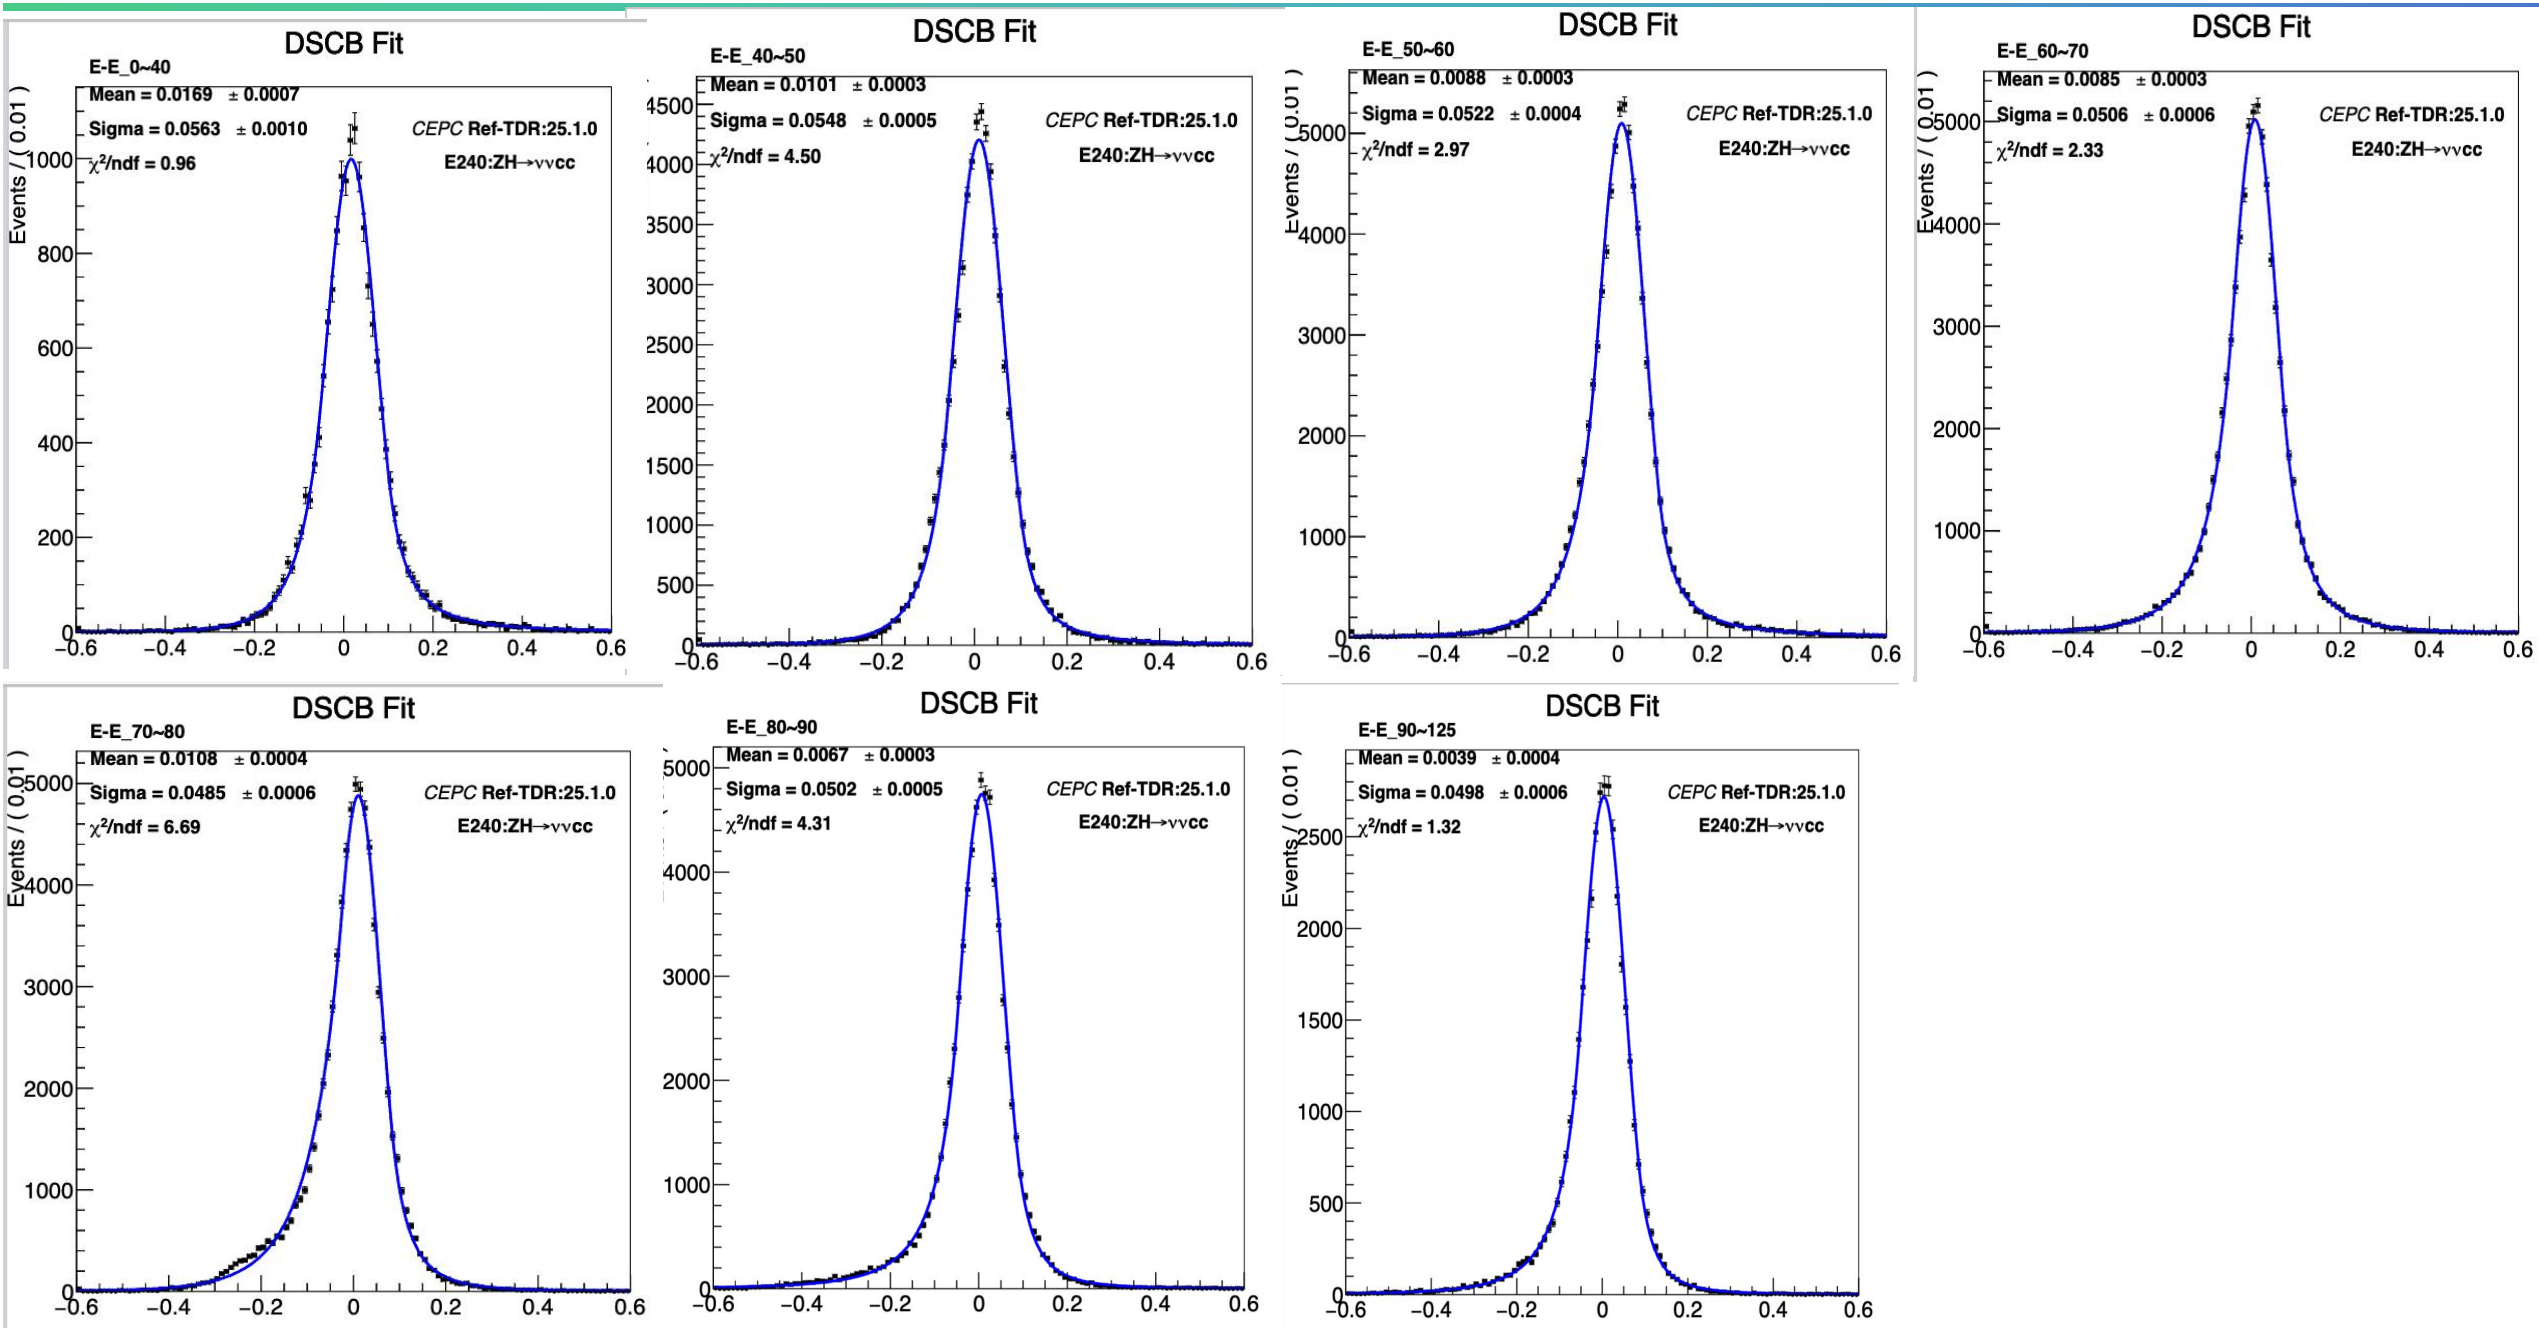 DSCB Fit
E-E_0~40
Mean = 0.0169 ± 0.0007
Sigma = 0.0563 ± 0.0010
χ²/ndf = 0.96
CEPC Ref-TDR:25.1.0
E240:ZH→ννcc
Events / ( 0.01 )
1000
800
600
400
200
0
−0.6 −0.4 −0.2 0 0.2 0.4 0.6
DSCB Fit
E-E_40~50
Mean = 0.0101 ± 0.0003
Sigma = 0.0548 ± 0.0005
χ²/ndf = 4.50
CEPC Ref-TDR:25.1.0
E240:ZH→ννcc
4500
4000
3500
3000
2500
2000
1500
1000
500
0
−0.6 −0.4 −0.2 0 0.2 0.4 0.6
DSCB Fit
E-E_50~60
Mean = 0.0088 ± 0.0003
Sigma = 0.0522 ± 0.0004
χ²/ndf = 2.97
CEPC Ref-TDR:25.1.0
E240:ZH→ννcc
Events / ( 0.01 )
5000
4000
3000
2000
1000
0
−0.6 −0.4 −0.2 0 0.2 0.4 0.6
DSCB Fit
E-E_60~70
Mean = 0.0085 ± 0.0003
Sigma = 0.0506 ± 0.0006
χ²/ndf = 2.33
CEPC Ref-TDR:25.1.0
E240:ZH→ννcc
Events / ( 0.01 )
5000
4000
3000
2000
1000
0
−0.6 −0.4 −0.2 0 0.2 0.4 0.6
DSCB Fit
E-E_70~80
Mean = 0.0108 ± 0.0004
Sigma = 0.0485 ± 0.0006
χ²/ndf = 6.69
CEPC Ref-TDR:25.1.0
E240:ZH→ννcc
Events / ( 0.01 )
5000
4000
3000
2000
1000
0
−0.6 −0.4 −0.2 0 0.2 0.4 0.6
DSCB Fit
E-E_80~90
Mean = 0.0067 ± 0.0003
Sigma = 0.0502 ± 0.0005
χ²/ndf = 4.31
CEPC Ref-TDR:25.1.0
E240:ZH→ννcc
5000
4000
3000
2000
1000
0
−0.6 −0.4 −0.2 0 0.2 0.4 0.6
DSCB Fit
E-E_90~125
Mean = 0.0039 ± 0.0004
Sigma = 0.0498 ± 0.0006
χ²/ndf = 1.32
CEPC Ref-TDR:25.1.0
E240:ZH→ννcc
Events / ( 0.01 )
2500
2000
1500
1000
500
0
−0.6 −0.4 −0.2 0 0.2 0.4 0.6